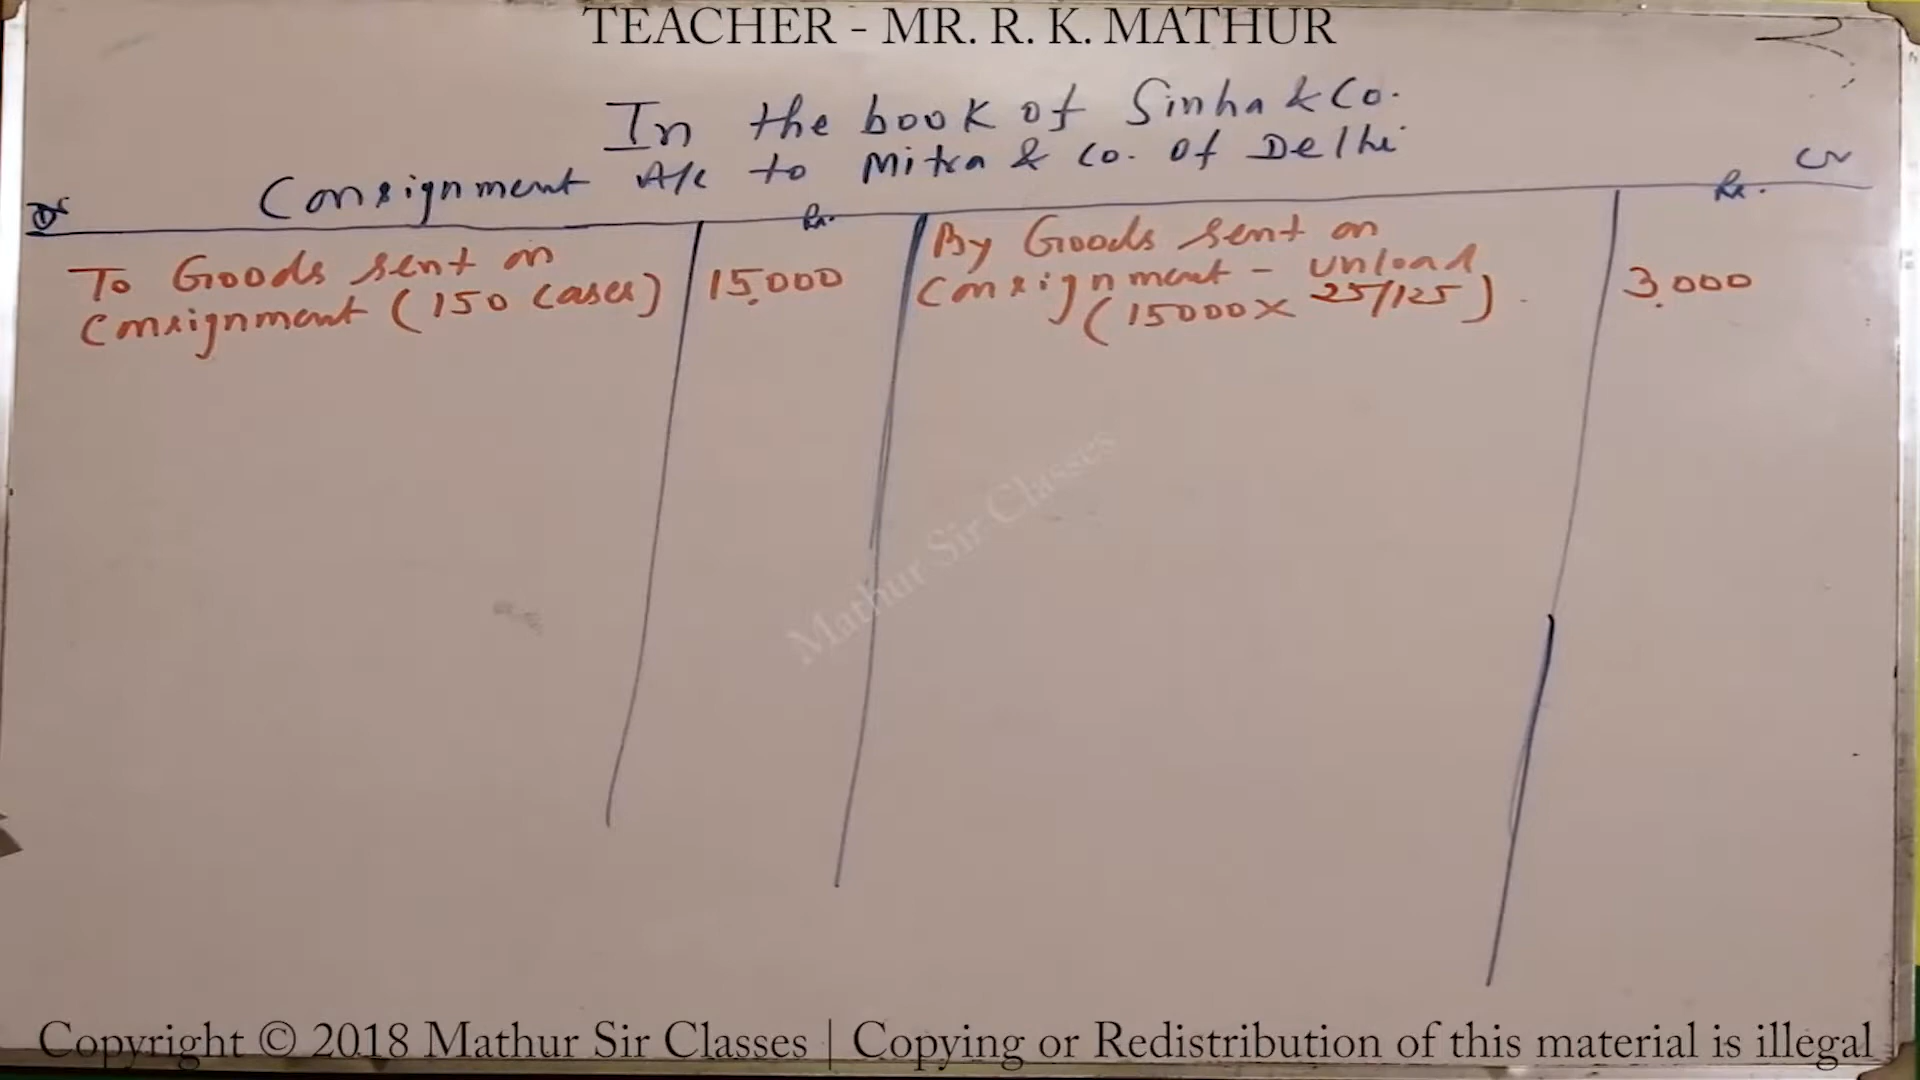 TEACHER - MR. R. K. MATHUR
In the book of Sinha & Co.
Consignment A/c to Mitra & Co. of Delhi
Dr Rs. Rs. Cr
To Goods sent on
Consignment (150 cases) 15,000
By Goods sent on
Consignment - unload
(15000 x 25/125) 3,000
Mathur Sir Classes
Copyright © 2018 Mathur Sir Classes | Copying or Redistribution of this material is illegal